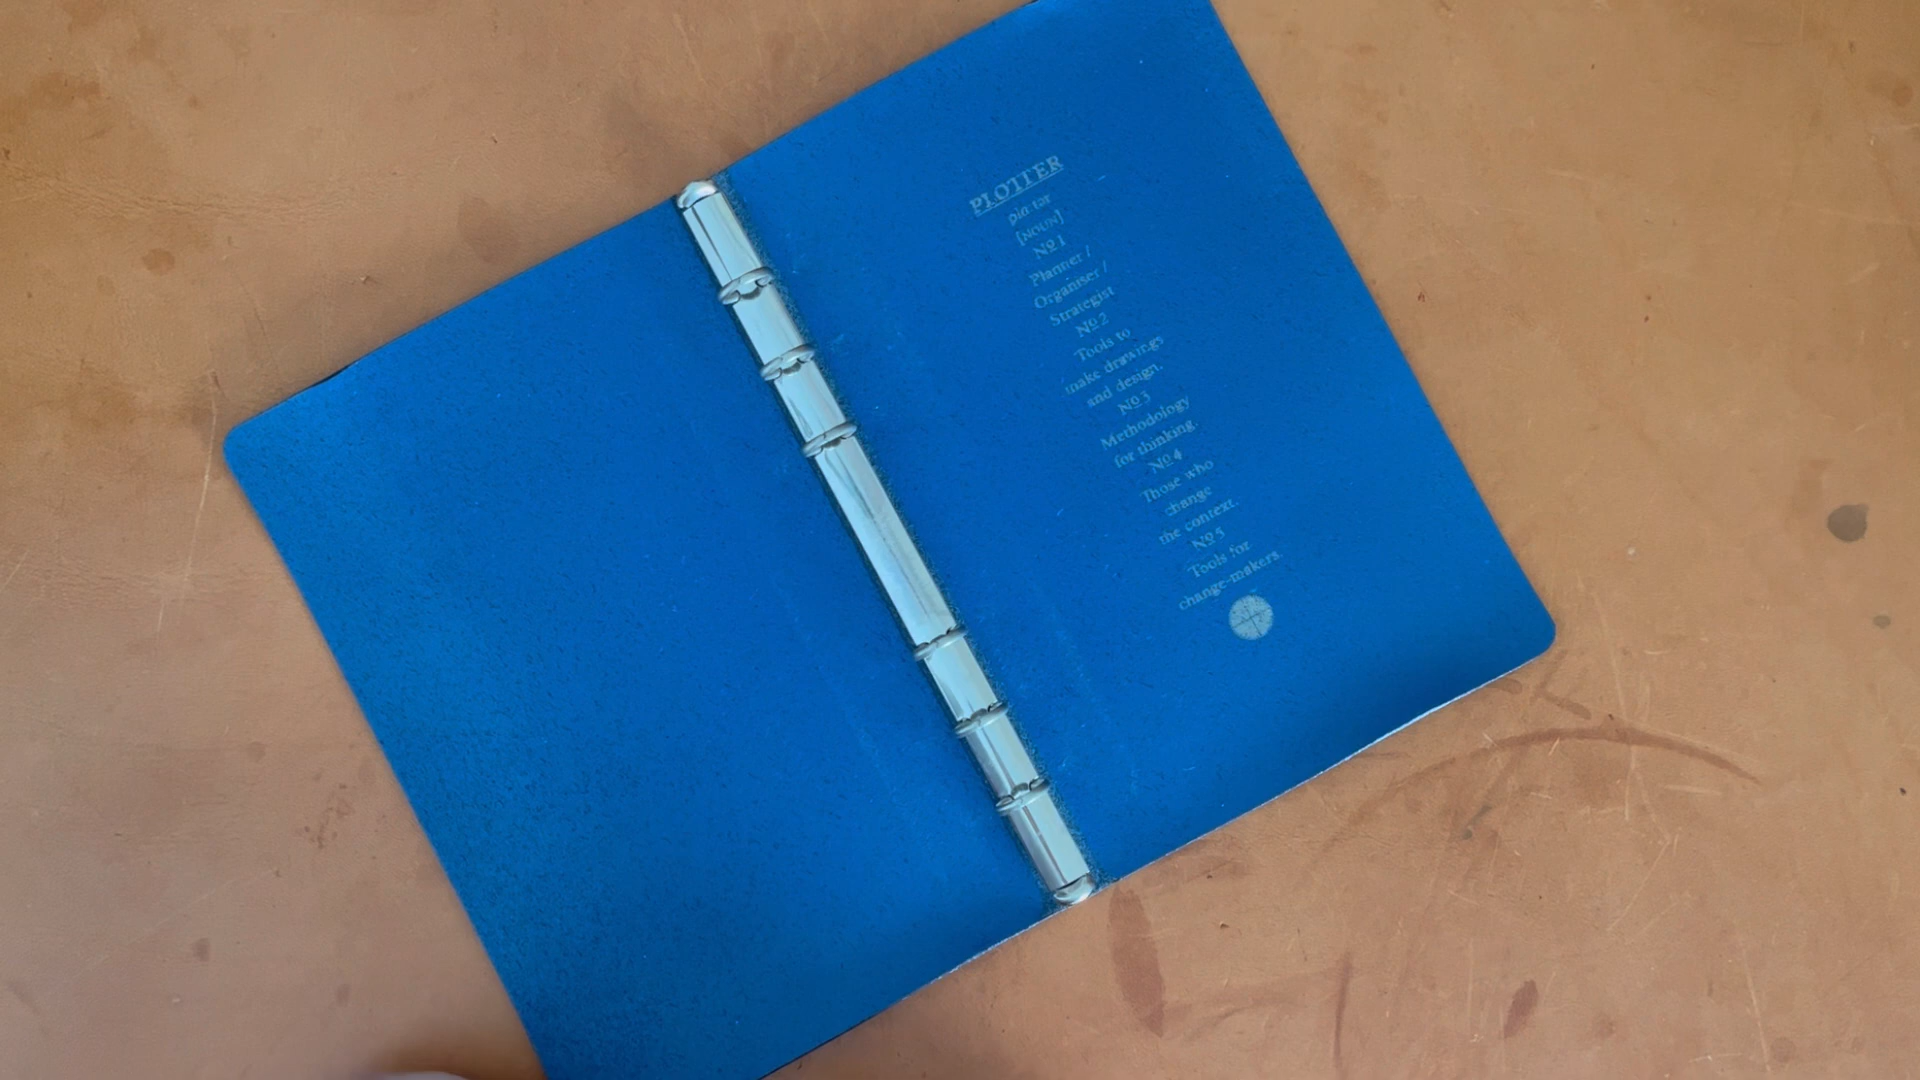 PLOTTER
plɑ́:tər
[NOUN]
№1
Planner /
Organiser /
Strategist
№2
Tools to
make drawings
and design.
№3
Methodology
for thinking.
№4
Those who
change
the context.
№5
Tools for
change-makers.